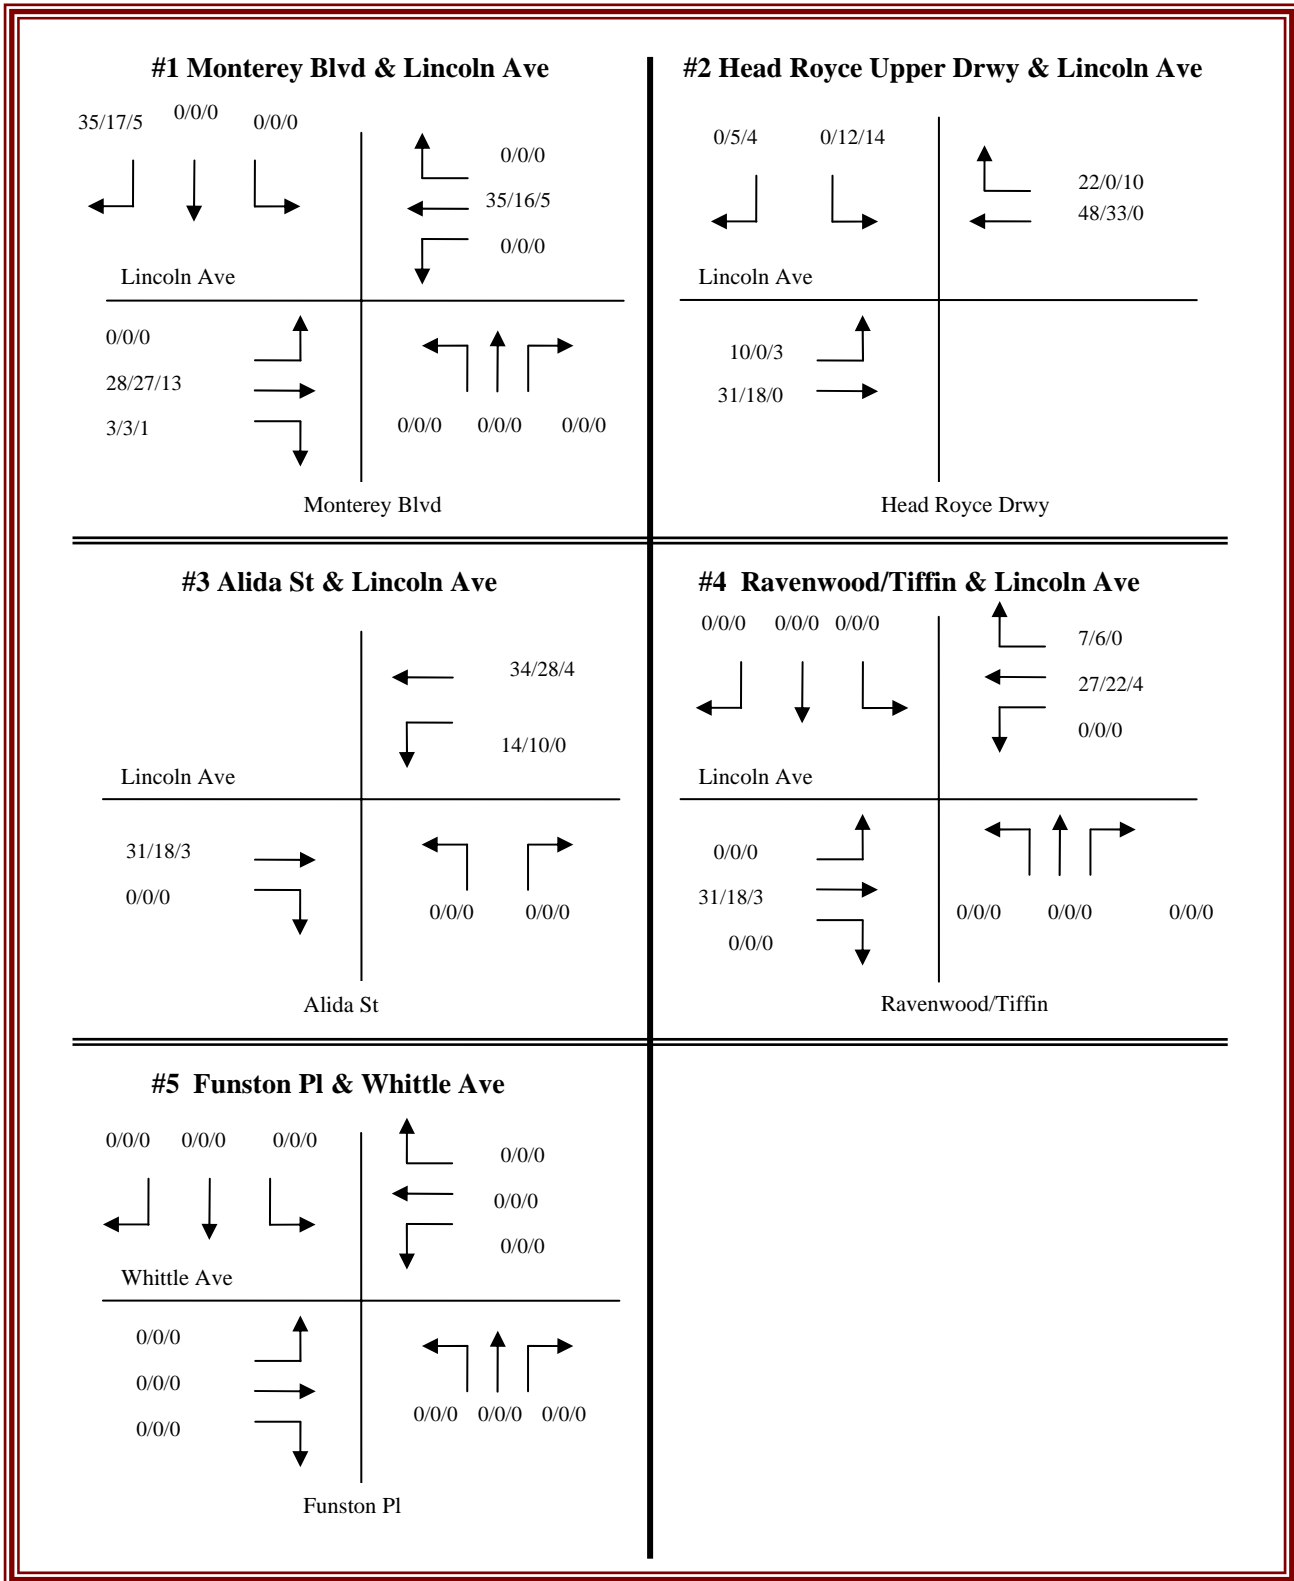 #1 Monterey Blvd & Lincoln Ave
35/17/5 0/0/0 0/0/0
0/0/0
35/16/5
0/0/0
Lincoln Ave
0/0/0
28/27/13
3/3/1
0/0/0 0/0/0 0/0/0
Monterey Blvd
#2 Head Royce Upper Drwy & Lincoln Ave
0/5/4 0/12/14
22/0/10
48/33/0
Lincoln Ave
10/0/3
31/18/0
Head Royce Drwy
#3 Alida St & Lincoln Ave
34/28/4
14/10/0
Lincoln Ave
31/18/3
0/0/0
0/0/0 0/0/0
Alida St
#4 Ravenwood/Tiffin & Lincoln Ave
0/0/0 0/0/0 0/0/0
7/6/0
27/22/4
0/0/0
Lincoln Ave
0/0/0
31/18/3
0/0/0
0/0/0 0/0/0 0/0/0
Ravenwood/Tiffin
#5 Funston Pl & Whittle Ave
0/0/0 0/0/0 0/0/0
0/0/0
0/0/0
0/0/0
Whittle Ave
0/0/0
0/0/0
0/0/0
0/0/0 0/0/0 0/0/0
Funston Pl